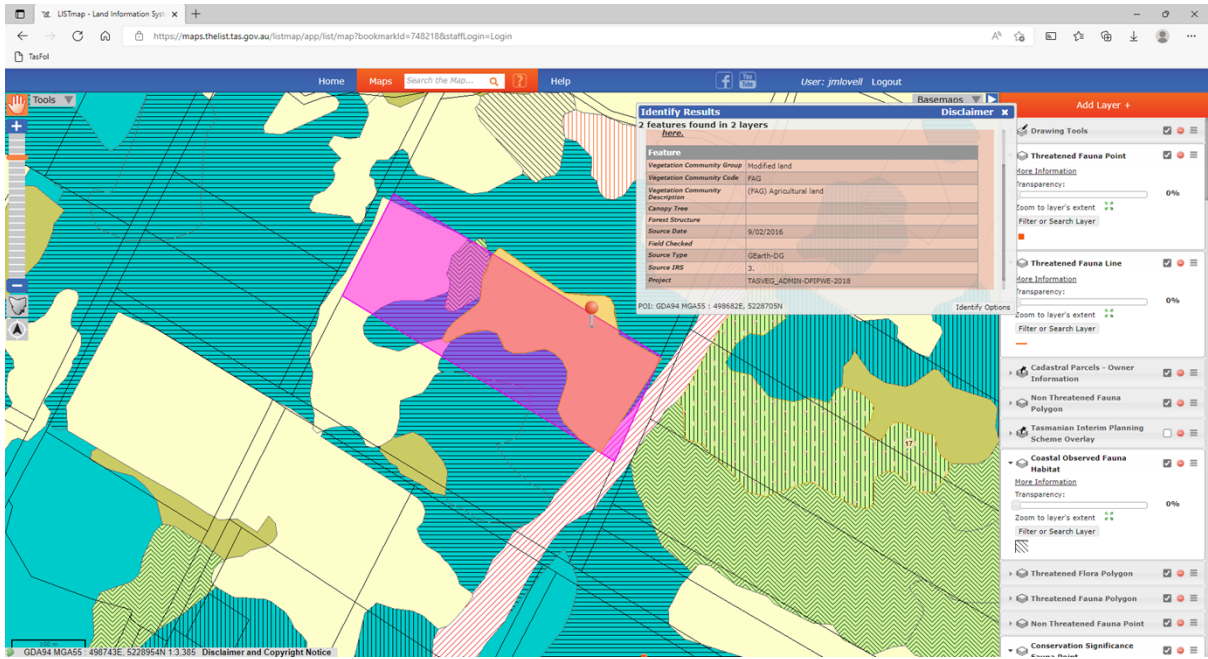 LISTmap - Land Information Syst
https://maps.thelist.tas.gov.au/listmap/app/list/map?bookmarkId=748218&staffLogin=Login
TasFol
Home
Maps
Search the Map...
Help
You Tube
User: jmlovell
Logout
Tools
Basemaps
Identify Results
Disclaimer
2 features found in 2 layers
here.
Feature
Vegetation Community Group Modified land
Vegetation Community Code FAG
Vegetation Community Description (FAG) Agricultural land
Canopy Tree
Forest Structure
Source Date 9/02/2016
Field Checked
Source Type GEarth-DG
Source IRS 3.
Project TASVEG_ADMIN-DPIPWE-2018
POI: GDA94 MGA55 : 498682E, 5228705N
Identify Options
17
100 m
GDA94 MGA55 : 498743E, 5228954N 1:3,385 Disclaimer and Copyright Notice
Add Layer +
Drawing Tools
Threatened Fauna Point
More Information
Transparency:
0%
Zoom to layer's extent
Filter or Search Layer
Threatened Fauna Line
More Information
Transparency:
0%
Zoom to layer's extent
Filter or Search Layer
Cadastral Parcels - Owner
Information
Non Threatened Fauna
Polygon
Tasmanian Interim Planning
Scheme Overlay
Coastal Observed Fauna
Habitat
More Information
Transparency:
0%
Zoom to layer's extent
Filter or Search Layer
Threatened Flora Polygon
Threatened Fauna Polygon
Non Threatened Fauna Point
Conservation Significance
Fauna Point